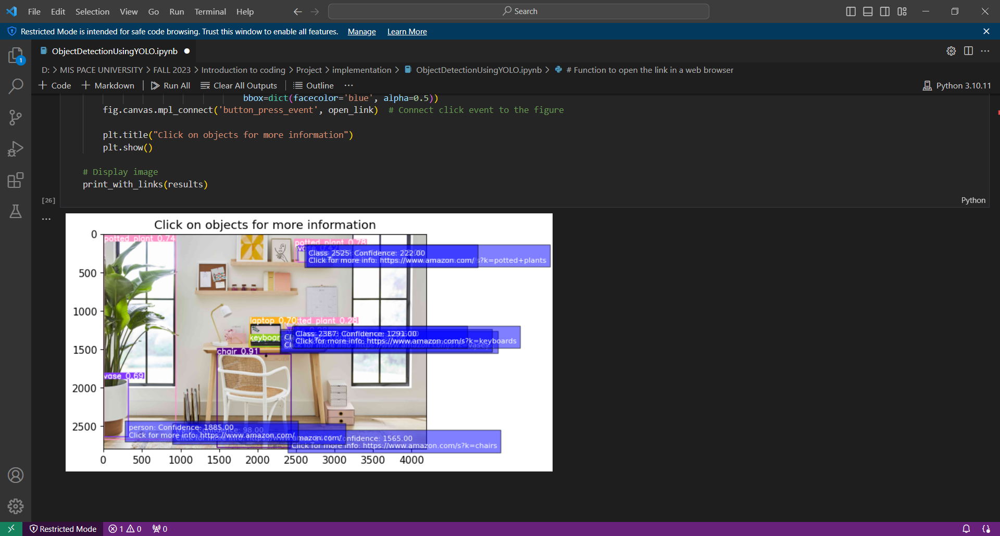 File Edit Selection View Go Run Terminal Help
Search
Restricted Mode is intended for safe code browsing. Trust this window to enable all features. Manage Learn More
ObjectDetectionUsingYOLO.ipynb
D: > MIS PACE UNIVERSITY > FALL 2023 > Introduction to coding > Project > implementation > ObjectDetectionUsingYOLO.ipynb > # Function to open the link in a web browser
+ Code + Markdown Run All Clear All Outputs Outline ...
Python 3.10.11
bbox=dict(facecolor='blue', alpha=0.5))
fig.canvas.mpl_connect('button_press_event', open_link) # Connect click event to the figure
plt.title("Click on objects for more information")
plt.show()
# Display image
print_with_links(results)
[26]
Python
...
Click on objects for more information
0
500
1000
1500
2000
2500
potted plant 0.74
potted plant 0.78
Class 2525: Confidence: 222.00
Click for more info: https://www.amazon.com/s?k=potted+plants
laptop 0.70
tted plant 0.28
keyboar
Class 2387: Confidence: 1291.00
Click for more info: https://www.amazon.com/s?k=keyboards
chair 0.91
vase 0.69
person: Confidence: 1885.00
Click for more info: https://www.amazon.com/
Confidence: 98.00
amazon.com/
onfidence: 1565.00
Click for more info: https://www.amazon.com/s?k=chairs
0 500 1000 1500 2000 2500 3000 3500 4000
1
Restricted Mode 1 0 0